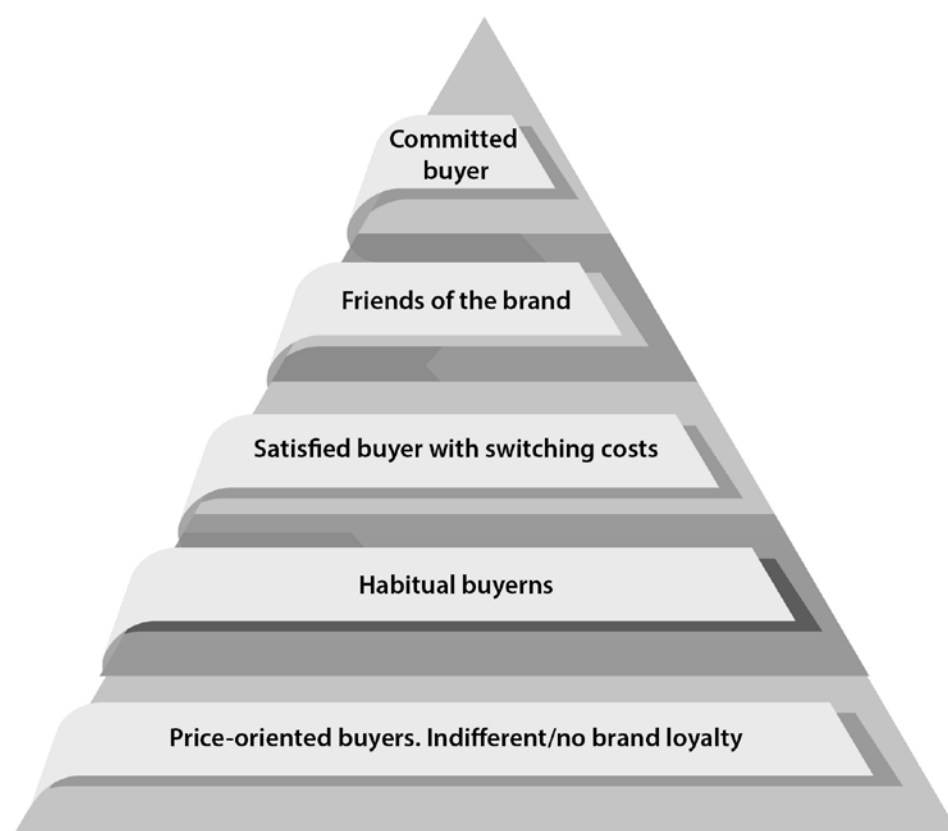 Committed
buyer
Friends of the brand
Satisfied buyer with switching costs
Habitual buyerns
Price-oriented buyers. Indifferent/no brand loyalty